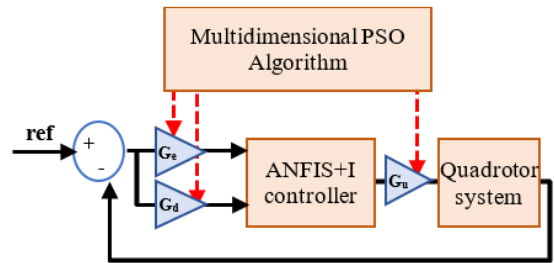 Multidimensional PSO
Algorithm
ref
+
-
Ge
Gd
ANFIS+I
controller
Gu
Quadrotor
system